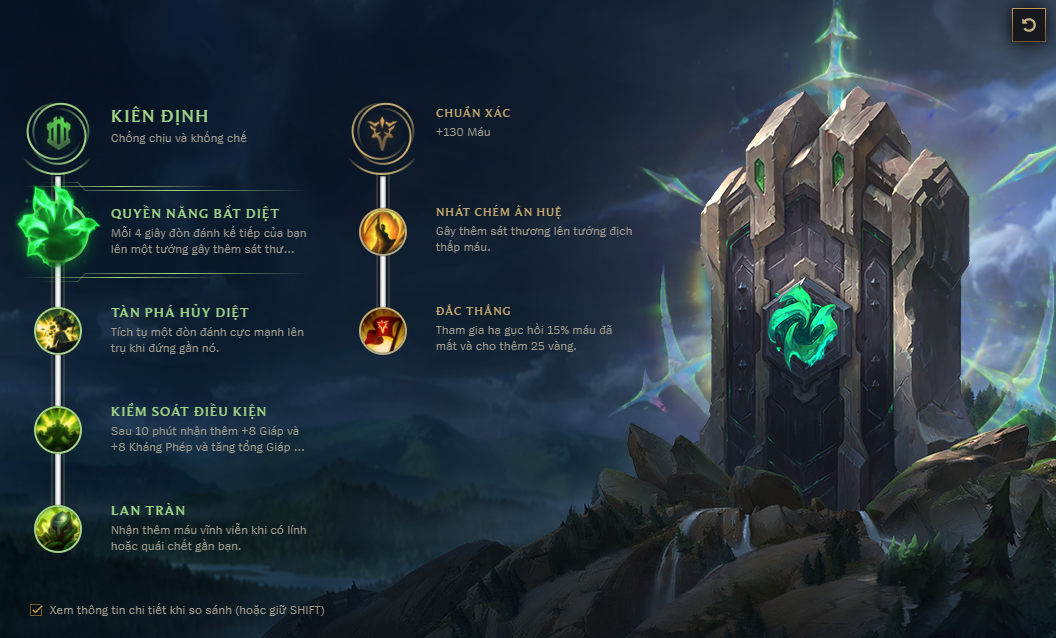 KIÊN ĐỊNH
Chống chịu và khống chế
QUYỀN NĂNG BẤT DIỆT
Mỗi 4 giây đòn đánh kế tiếp của bạn
lên một tướng gây thêm sát thư...
TÀN PHÁ HỦY DIỆT
Tích tụ một đòn đánh cực mạnh lên
trụ khi đứng gần nó.
KIỂM SOÁT ĐIỀU KIỆN
Sau 10 phút nhận thêm +8 Giáp và
+8 Kháng Phép và tăng tổng Giáp ...
LAN TRÀN
Nhận thêm máu vĩnh viễn khi có lính
hoặc quái chết gần bạn.
CHUẨN XÁC
+130 Máu
NHÁT CHÉM ÂN HUỆ
Gây thêm sát thương lên tướng địch
thấp máu.
ĐẮC THẮNG
Tham gia hạ gục hồi 15% máu đã
mất và cho thêm 25 vàng.
Xem thông tin chi tiết khi so sánh (hoặc giữ SHIFT)